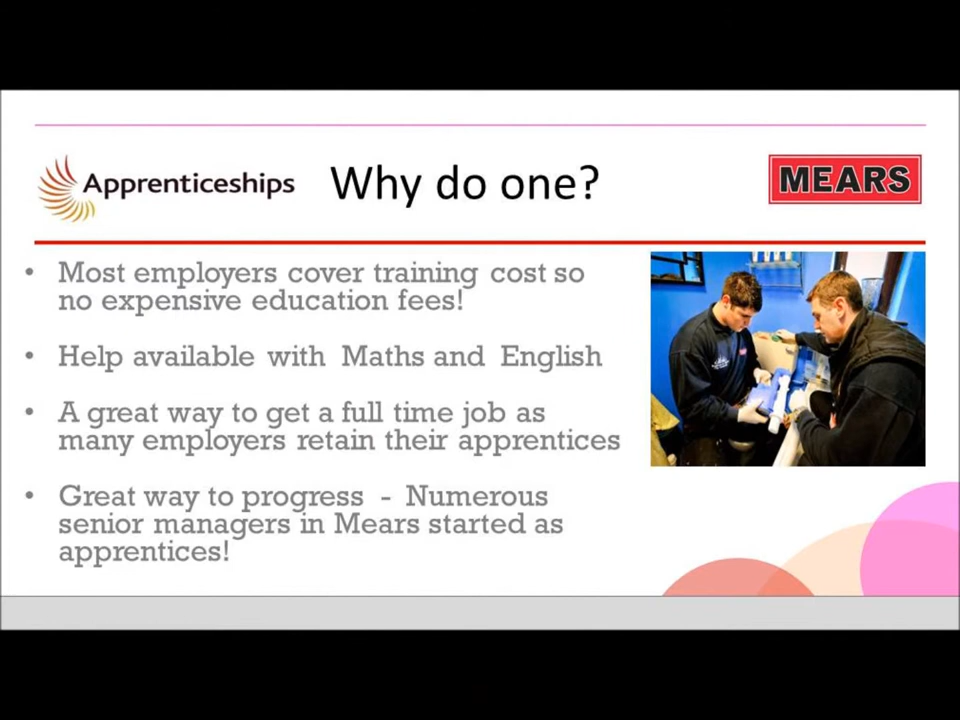 Apprenticeships
Why do one?
MEARS
• Most employers cover training cost so
no expensive education fees!
• Help available with Maths and English
• A great way to get a full time job as
many employers retain their apprentices
• Great way to progress - Numerous
senior managers in Mears started as
apprentices!